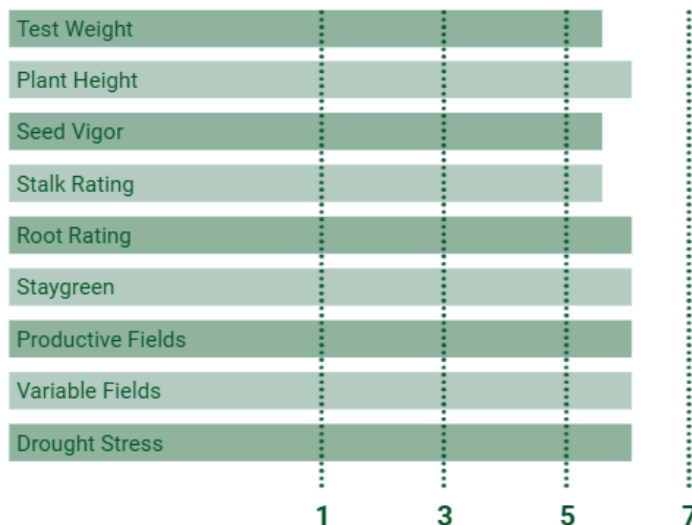 Test Weight
Plant Height
Seed Vigor
Stalk Rating
Root Rating
Staygreen
Productive Fields
Variable Fields
Drought Stress
1 3 5 7